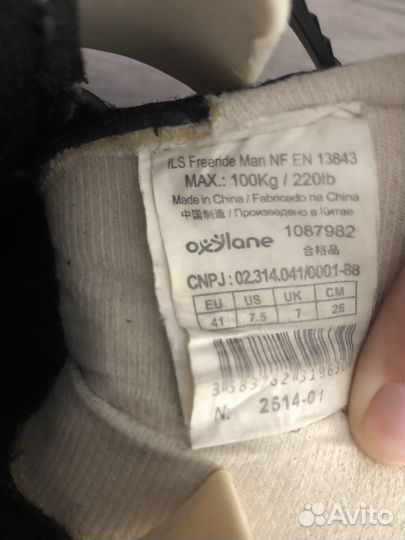 ILS Freeride Man NF EN 13843
MAX.: 100Kg / 220lb
Made in China / Fabricado na China
中国制造 / Произведено в Китае
oxylane 1087982
合格品
CNPJ : 02.314.041/0001-88
EU US UK CM
41 7.5 7 26
N: 2514-01
Avito